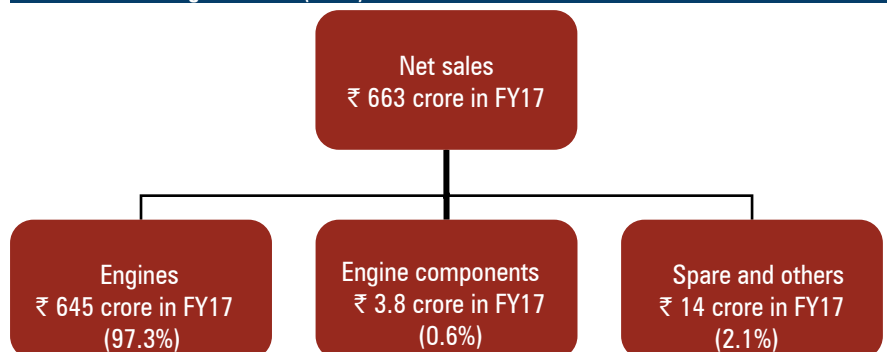 Net sales
₹ 663 crore in FY17
Engines
₹ 645 crore in FY17
(97.3%)
Engine components
₹ 3.8 crore in FY17
(0.6%)
Spare and others
₹ 14 crore in FY17
(2.1%)